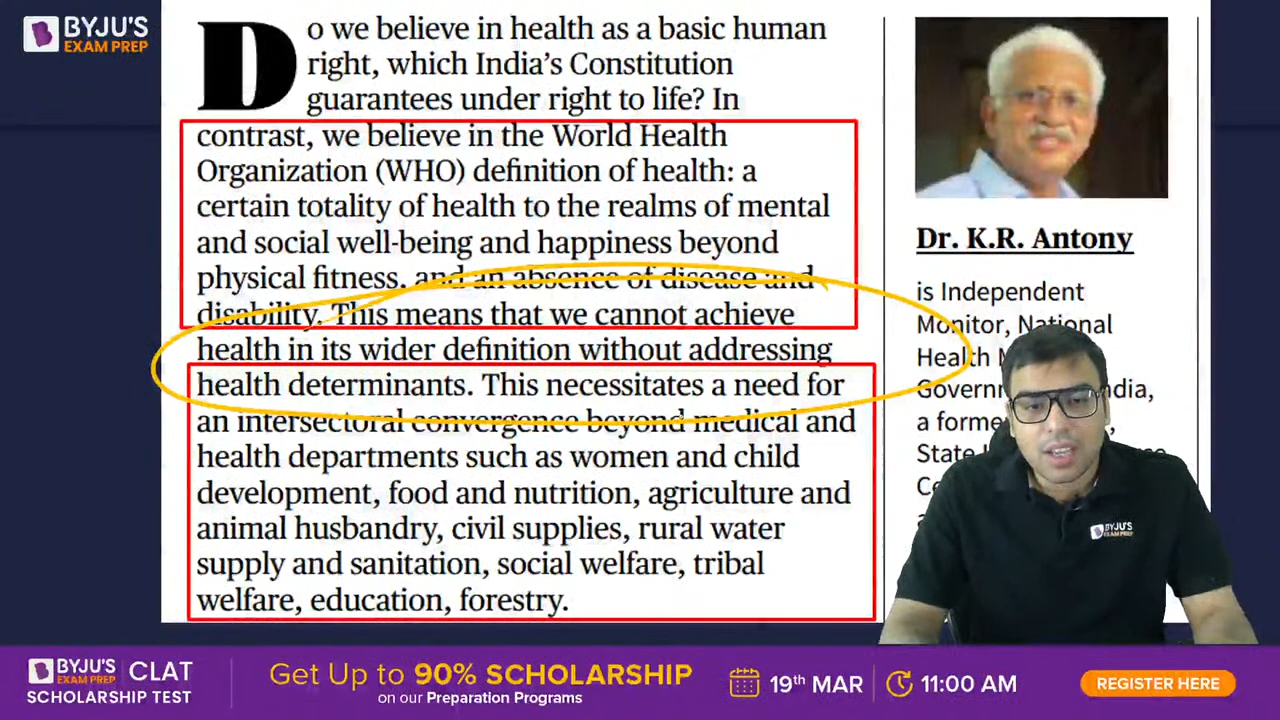 BYJU'S
EXAM PREP
Do we believe in health as a basic human
right, which India's Constitution
guarantees under right to life? In
contrast, we believe in the World Health
Organization (WHO) definition of health: a
certain totality of health to the realms of mental
and social well-being and happiness beyond
physical fitness, and an absence of disease and
disability. This means that we cannot achieve
health in its wider definition without addressing
health determinants. This necessitates a need for
an intersectoral convergence beyond medical and
health departments such as women and child
development, food and nutrition, agriculture and
animal husbandry, civil supplies, rural water
supply and sanitation, social welfare, tribal
welfare, education, forestry.
Dr. K.R. Antony
is Independent
Monitor, National
Health
a
State
BYJU'S
EXAM PREP
BYJU'S
EXAM PREP
CLAT
SCHOLARSHIP TEST
Get Up to 90% SCHOLARSHIP
on our Preparation Programs
19th MAR
11:00 AM
REGISTER HERE